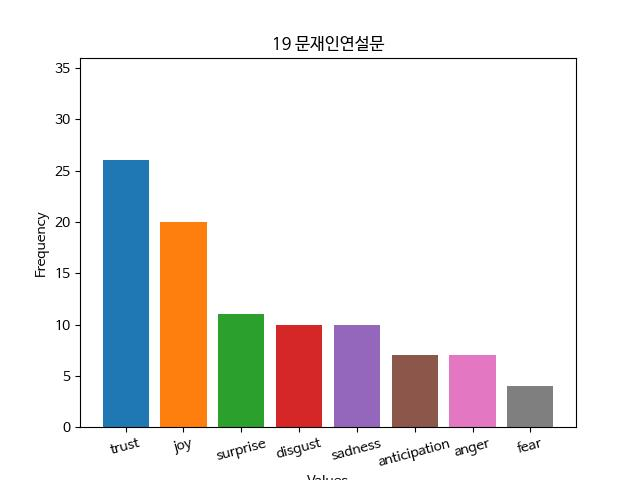 19 문재인연설문
35
30
25
20
15
10
5
0
Frequency
trust joy surprise disgust sadness anticipation anger fear
Values